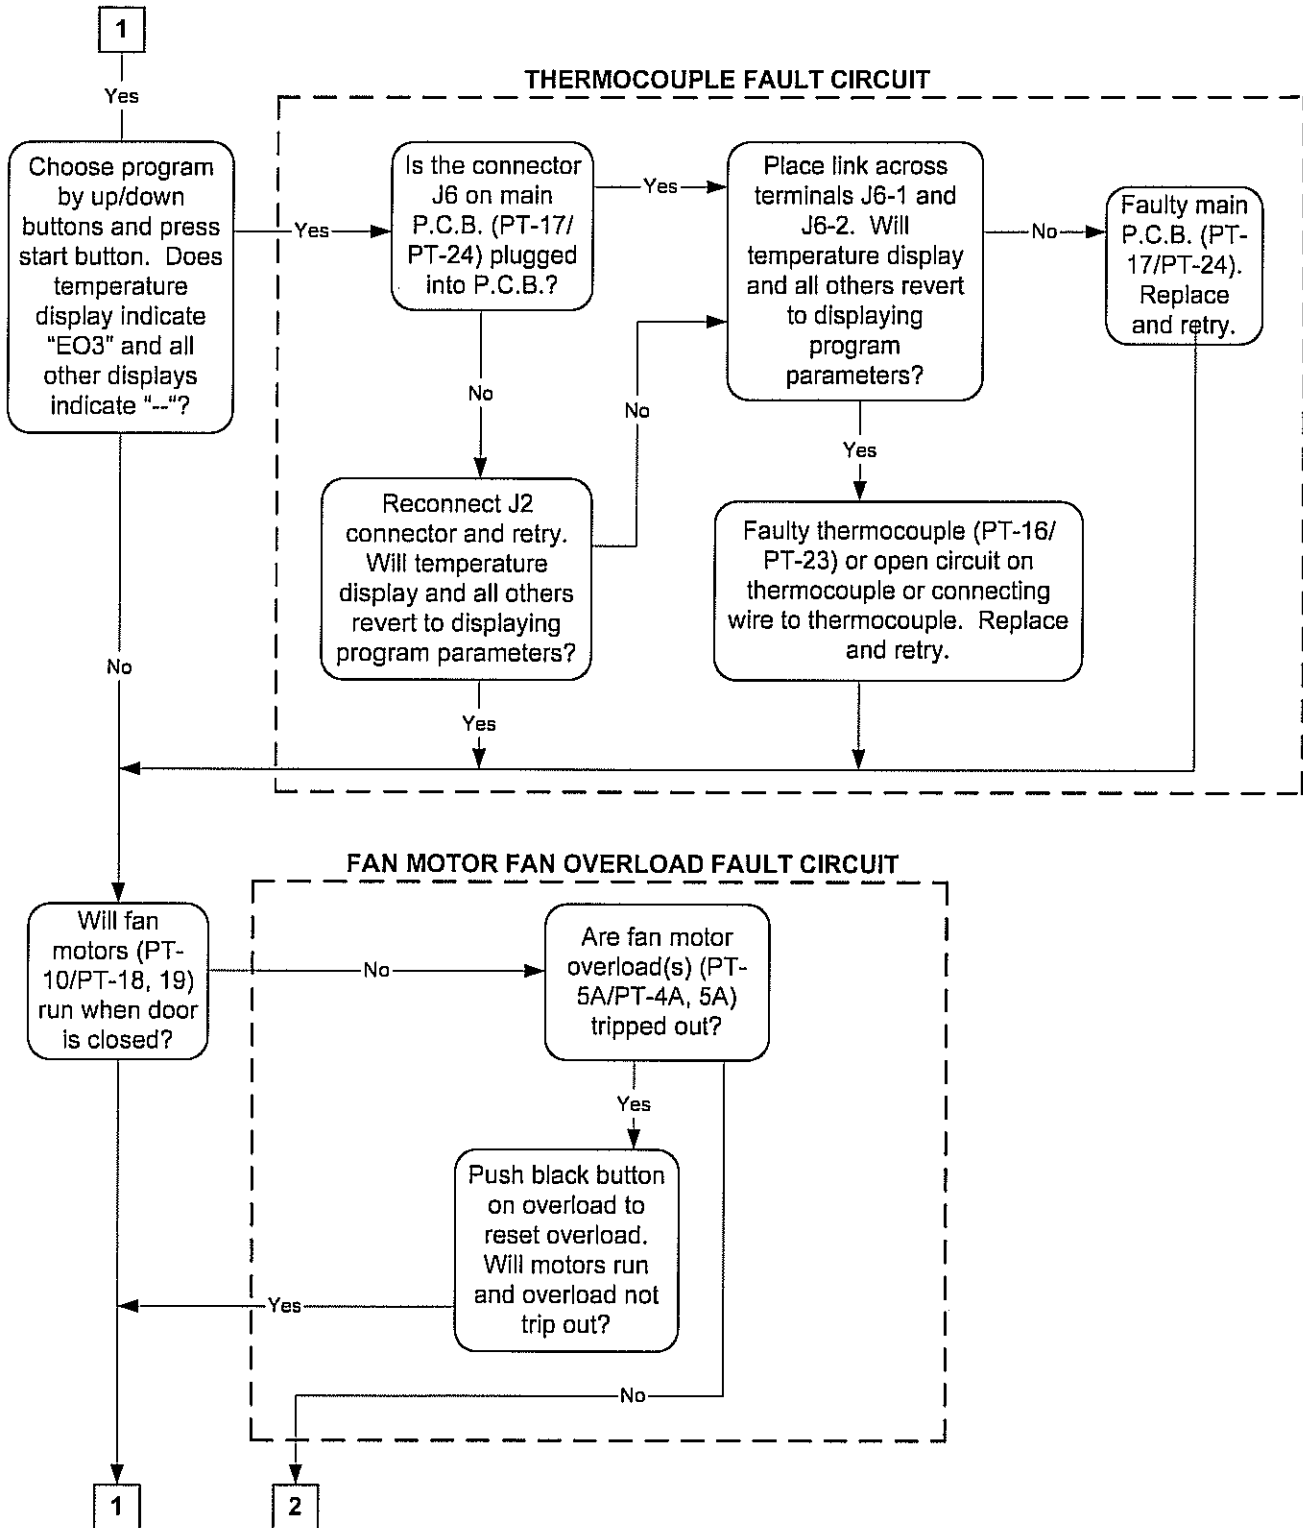 1
Yes
Choose program
by up/down
buttons and press
start button. Does
temperature
display indicate
"EO3" and all
other displays
indicate "--"?
Yes
No
THERMOCOUPLE FAULT CIRCUIT
Is the connector
J6 on main
P.C.B. (PT-17/
PT-24) plugged
into P.C.B.?
Yes
No
Place link across
terminals J6-1 and
J6-2. Will
temperature display
and all others revert
to displaying
program
parameters?
No
Yes
Faulty main
P.C.B. (PT-
17/PT-24).
Replace
and retry.
Reconnect J2
connector and retry.
Will temperature
display and all others
revert to displaying
program parameters?
No
Yes
Faulty thermocouple (PT-16/
PT-23) or open circuit on
thermocouple or connecting
wire to thermocouple. Replace
and retry.
FAN MOTOR FAN OVERLOAD FAULT CIRCUIT
Will fan
motors (PT-
10/PT-18, 19)
run when door
is closed?
No
Are fan motor
overload(s) (PT-
5A/PT-4A, 5A)
tripped out?
Yes
Push black button
on overload to
reset overload.
Will motors run
and overload not
trip out?
Yes
No
1
2